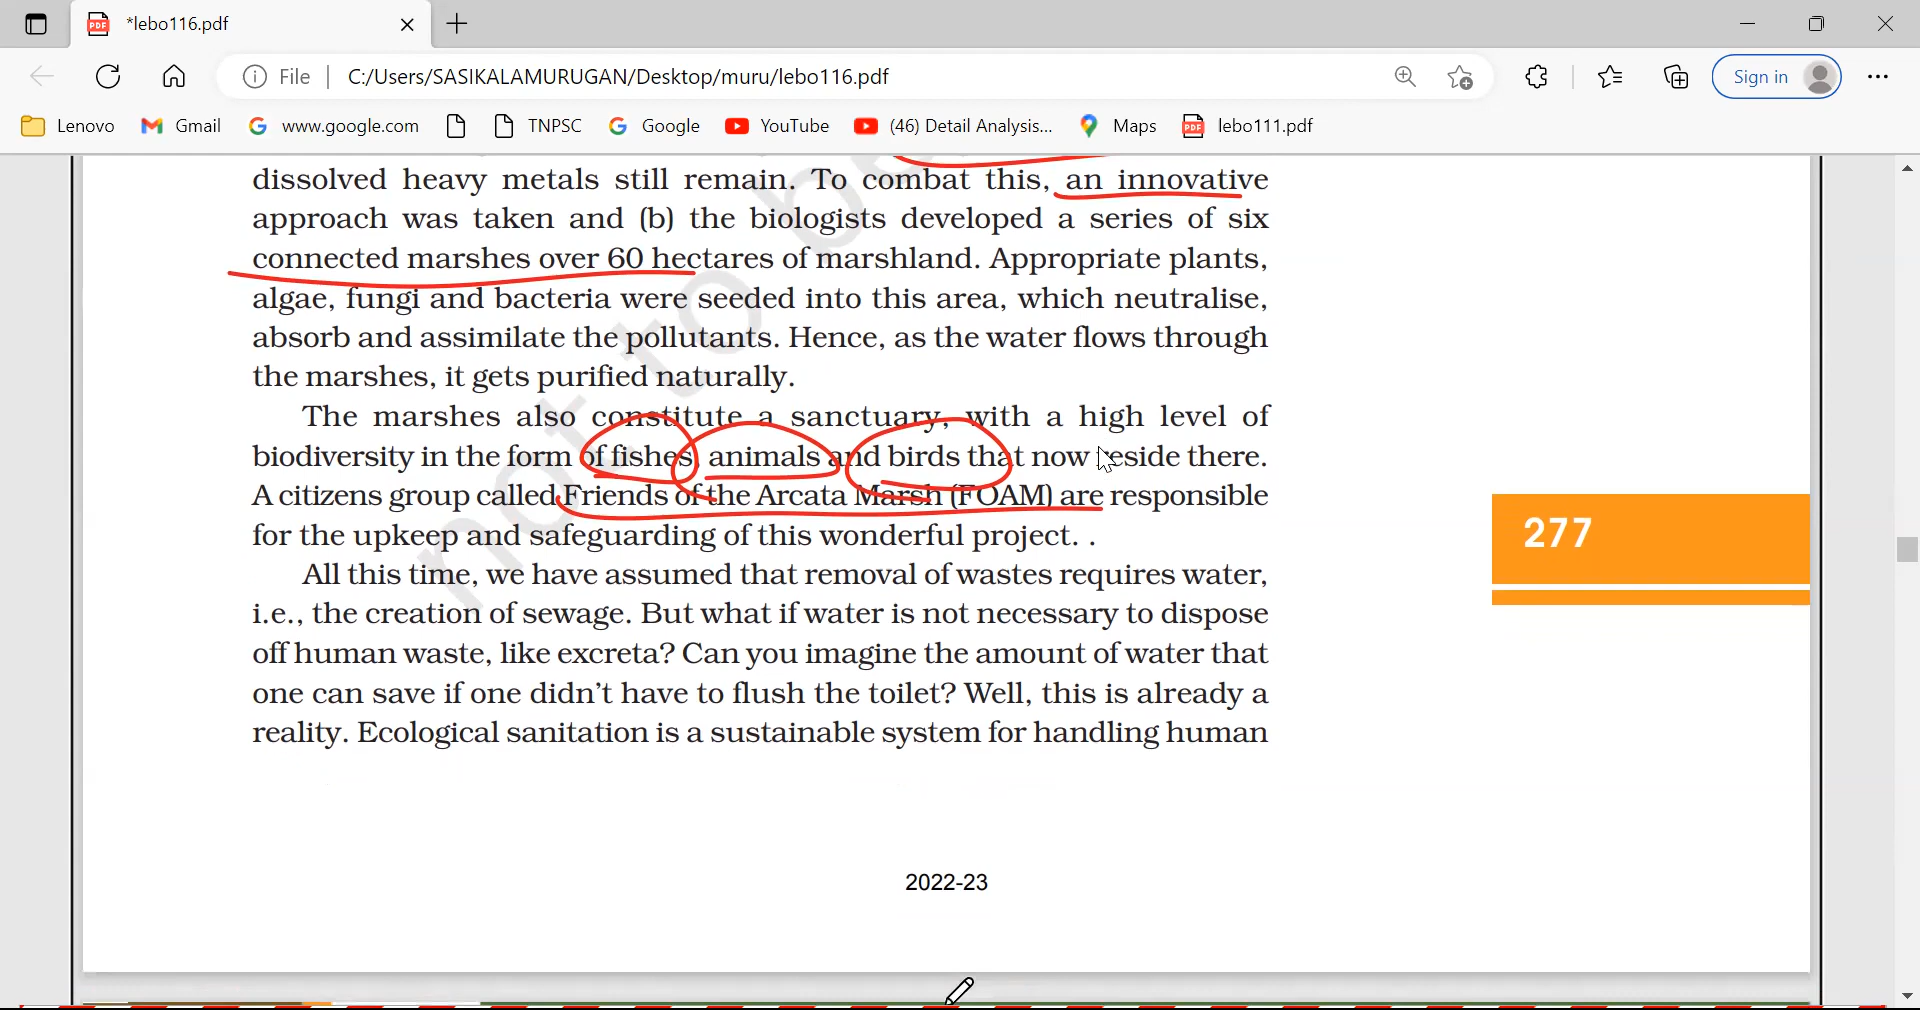 *lebo116.pdf
File
C:/Users/SASIKALAMURUGAN/Desktop/muru/lebo116.pdf
Sign in
Lenovo
Gmail
www.google.com
TNPSC
Google
YouTube
(46) Detail Analysis...
Maps
lebo111.pdf
dissolved heavy metals still remain. To combat this, an innovative
approach was taken and (b) the biologists developed a series of six
connected marshes over 60 hectares of marshland. Appropriate plants,
algae, fungi and bacteria were seeded into this area, which neutralise,
absorb and assimilate the pollutants. Hence, as the water flows through
the marshes, it gets purified naturally.
The marshes also constitute a sanctuary, with a high level of
biodiversity in the form of fishes, animals and birds that now reside there.
A citizens group called Friends of the Arcata Marsh (FOAM) are responsible
for the upkeep and safeguarding of this wonderful project. .
All this time, we have assumed that removal of wastes requires water,
i.e., the creation of sewage. But what if water is not necessary to dispose
off human waste, like excreta? Can you imagine the amount of water that
one can save if one didn't have to flush the toilet? Well, this is already a
reality. Ecological sanitation is a sustainable system for handling human
277
2022-23
not to be